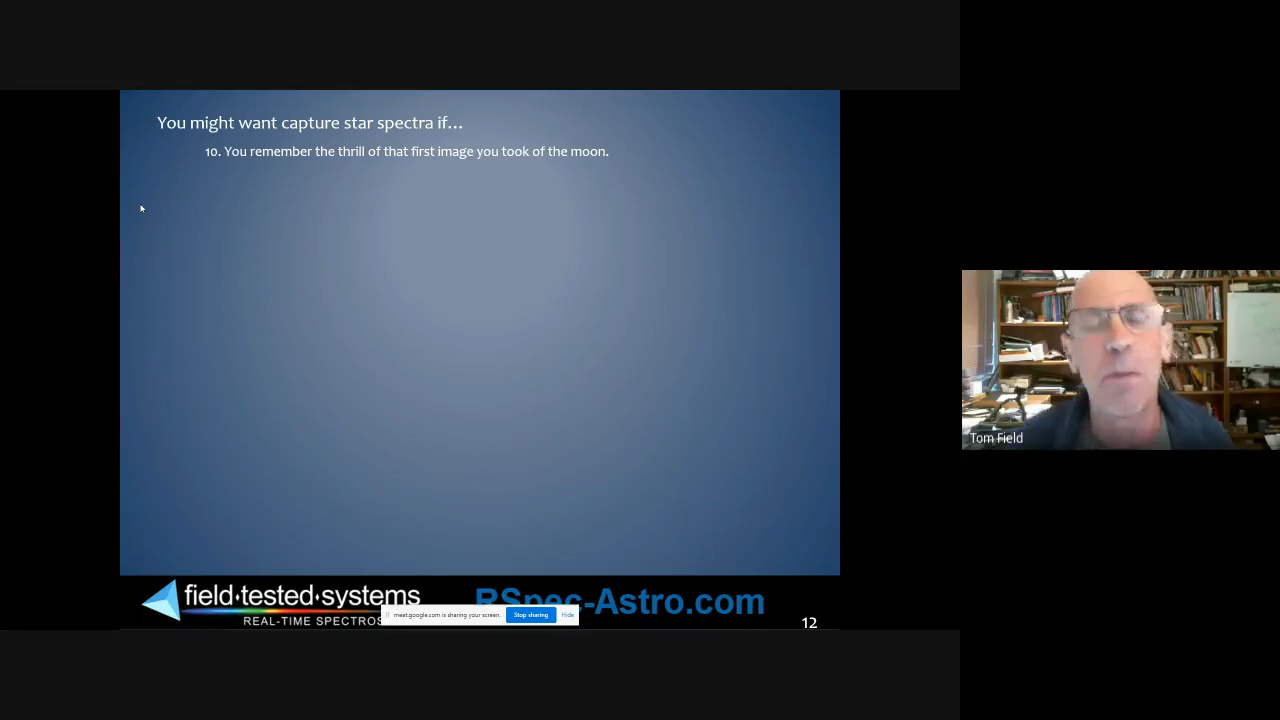 You might want capture star spectra if...
10. You remember the thrill of that first image you took of the moon.
Tom Field
field·tested·systems
RSpec-Astro.com
REAL-TIME SPECTROS
meet.google.com is sharing your screen.
Stop sharing
Hide
12